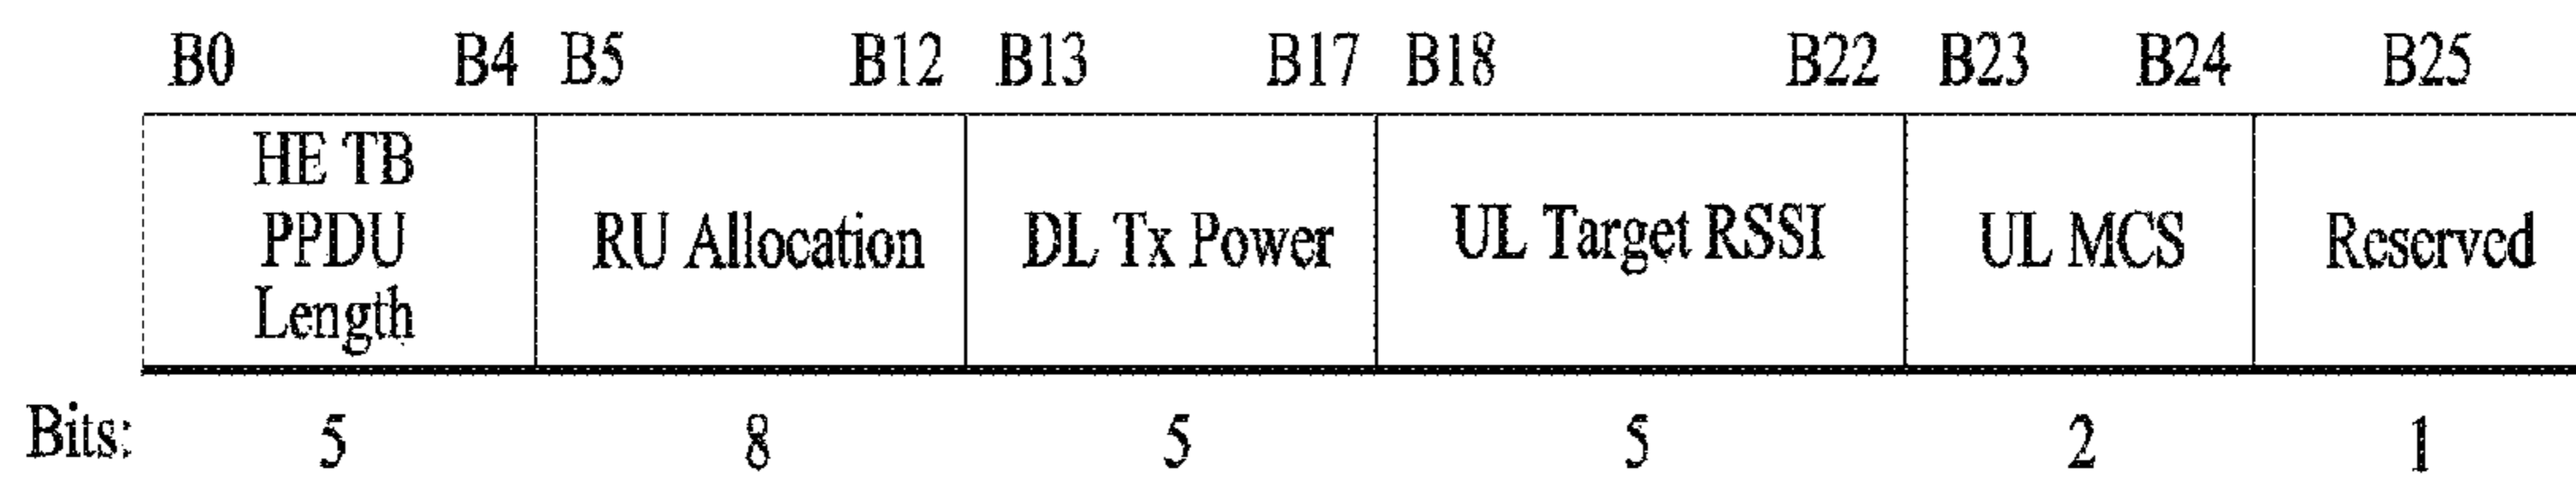 B0 B4 B5 B12 B13 B17 B18 B22 B23 B24 B25
HE TB
PPDU
Length
RU Allocation
DL Tx Power
UL Target RSSI
UL MCS
Reserved
Bits: 5 8 5 5 2 1